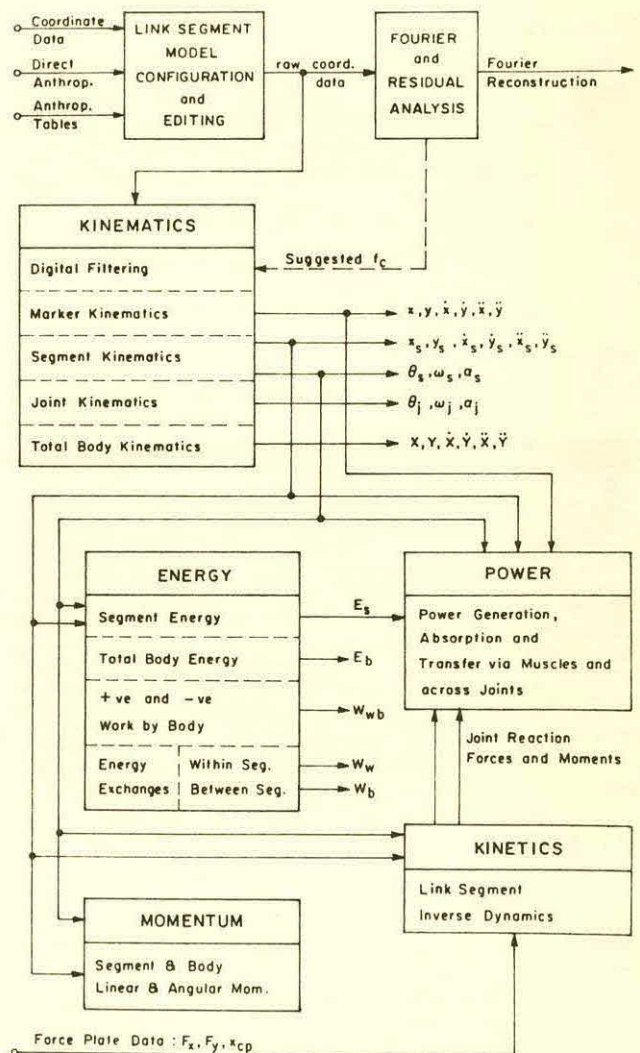 Coordinate
Data
Direct
Anthrop.
Anthrop.
Tables
LINK SEGMENT
MODEL
CONFIGURATION
and
EDITING
raw coord.
data
FOURIER
and
RESIDUAL
ANALYSIS
Fourier
Reconstruction
KINEMATICS
Digital Filtering
Suggested f_c
Marker Kinematics
x, y, ẋ, ẏ, ẍ, ÿ
Segment Kinematics
x_s, y_s, ẋ_s, ẏ_s, ẍ_s, ÿ_s
θ_s, ω_s, α_s
Joint Kinematics
θ_j, ω_j, α_j
Total Body Kinematics
X, Y, Ẋ, Ẏ, Ẍ, Ÿ
ENERGY
Segment Energy
E_s
Total Body Energy
E_b
+ve and -ve
Work by Body
W_wb
Energy
Exchanges
Within Seg.
Between Seg.
W_w
W_b
POWER
Power Generation,
Absorption and
Transfer via Muscles and
across Joints
Joint Reaction
Forces and Moments
KINETICS
Link Segment
Inverse Dynamics
MOMENTUM
Segment & Body
Linear & Angular Mom.
Force Plate Data : F_x, F_y, x_cp